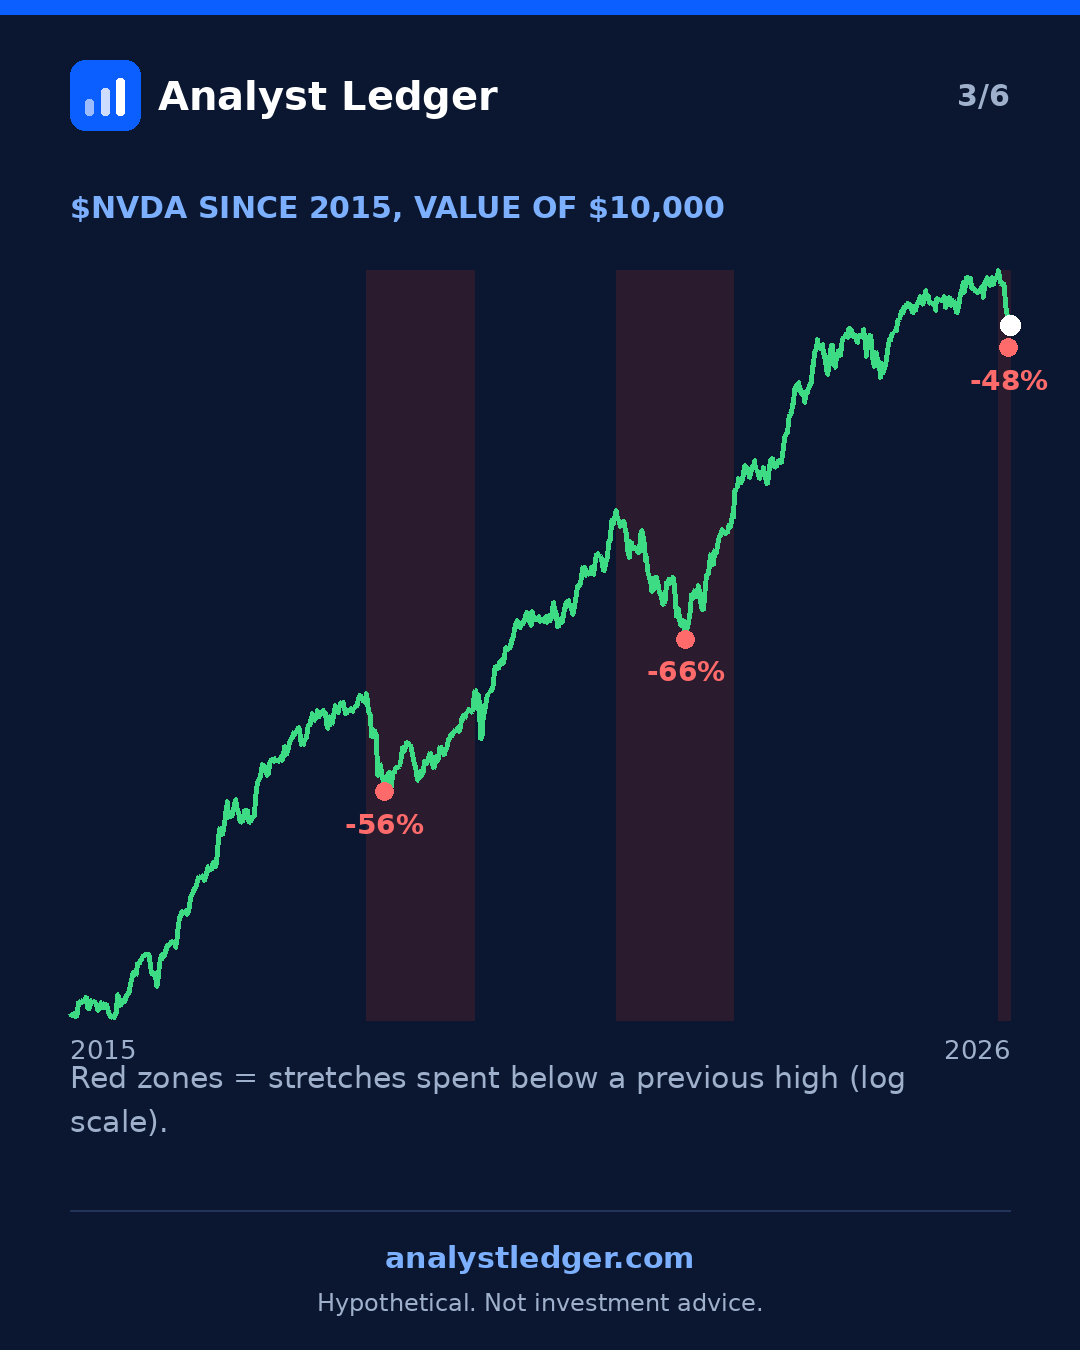 Analyst Ledger
3/6
$NVDA SINCE 2015, VALUE OF $10,000
-48%
-66%
-56%
2015
2026
Red zones = stretches spent below a previous high (log
scale).
analystledger.com
Hypothetical. Not investment advice.